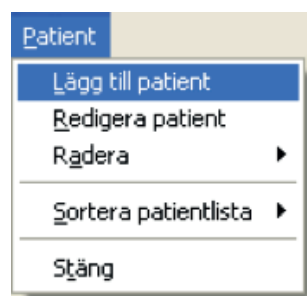 Patient
Lägg till patient
Redigera patient
Radera
Sortera patientlista
Stäng